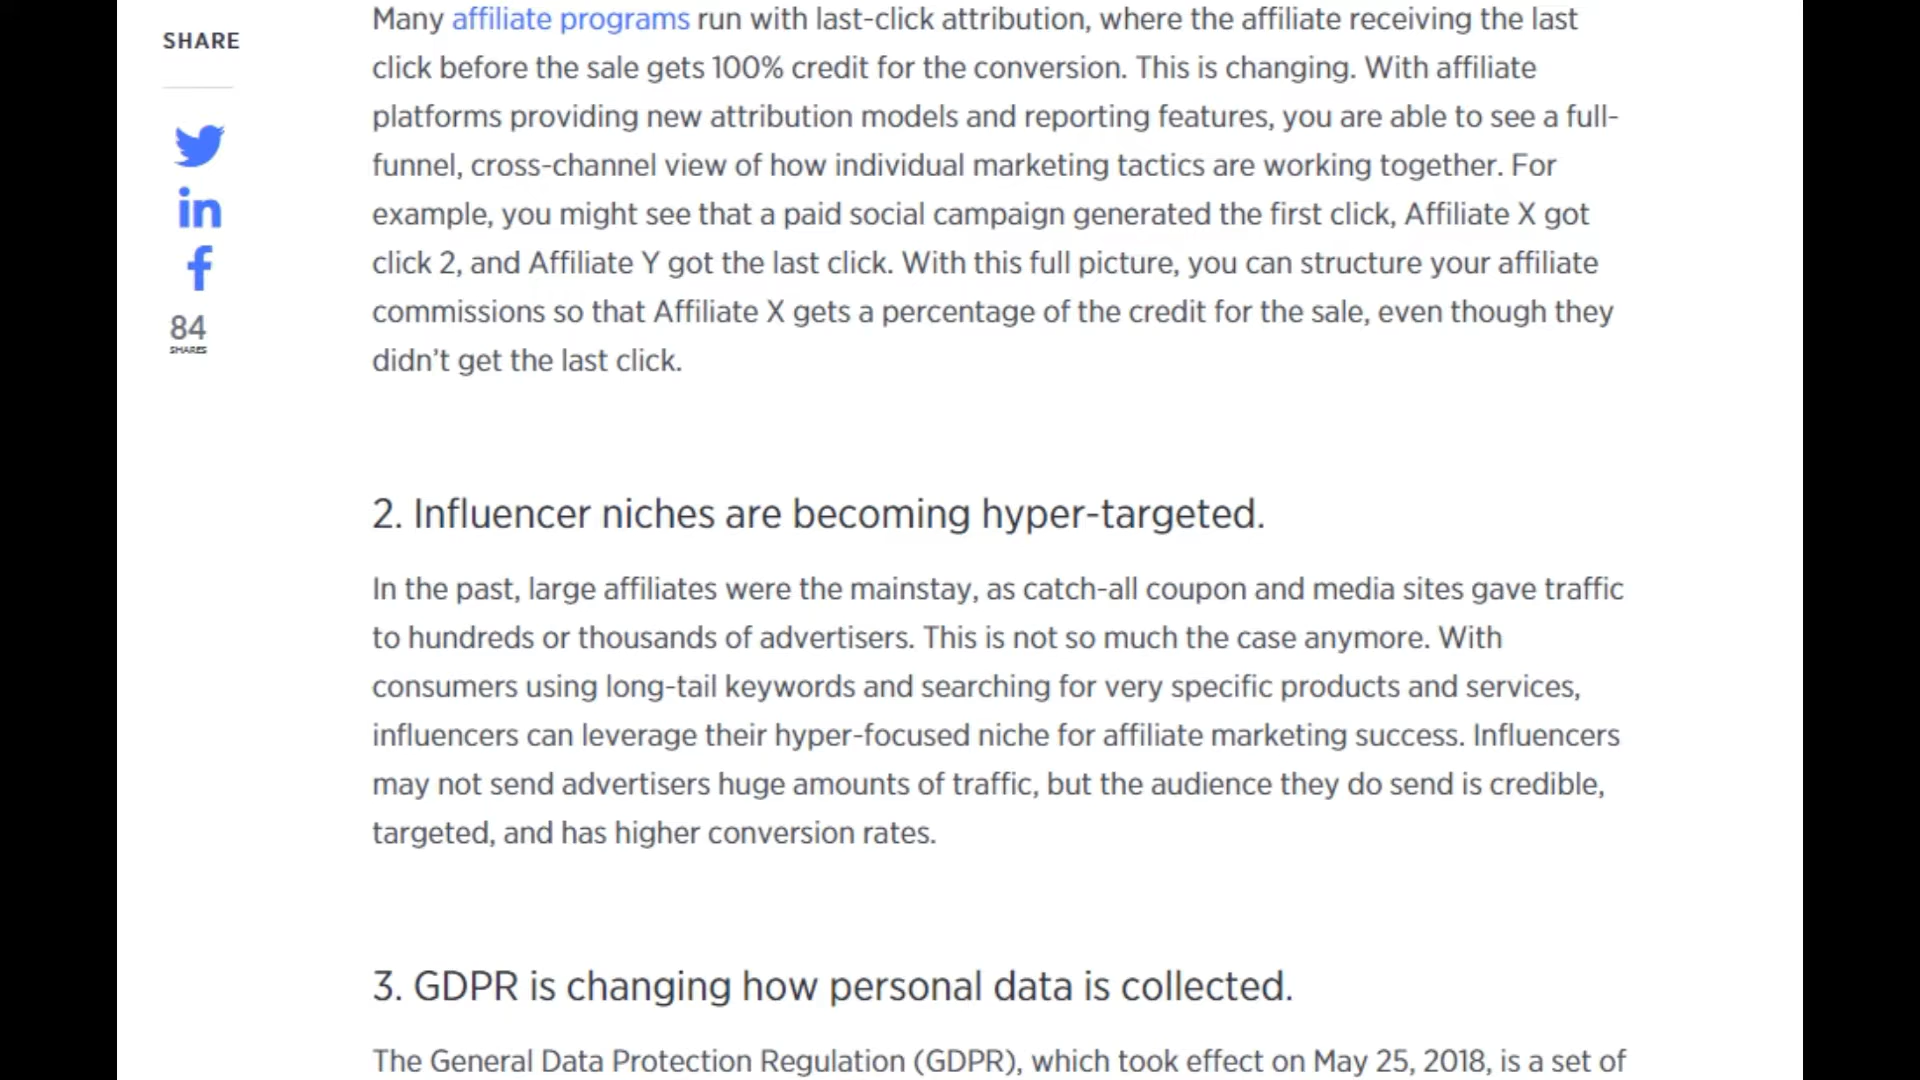 SHARE
84
SHARES
Many affiliate programs run with last-click attribution, where the affiliate receiving the last
click before the sale gets 100% credit for the conversion. This is changing. With affiliate
platforms providing new attribution models and reporting features, you are able to see a full-
funnel, cross-channel view of how individual marketing tactics are working together. For
example, you might see that a paid social campaign generated the first click, Affiliate X got
click 2, and Affiliate Y got the last click. With this full picture, you can structure your affiliate
commissions so that Affiliate X gets a percentage of the credit for the sale, even though they
didn’t get the last click.
2. Influencer niches are becoming hyper-targeted.
In the past, large affiliates were the mainstay, as catch-all coupon and media sites gave traffic
to hundreds or thousands of advertisers. This is not so much the case anymore. With
consumers using long-tail keywords and searching for very specific products and services,
influencers can leverage their hyper-focused niche for affiliate marketing success. Influencers
may not send advertisers huge amounts of traffic, but the audience they do send is credible,
targeted, and has higher conversion rates.
3. GDPR is changing how personal data is collected.
The General Data Protection Regulation (GDPR), which took effect on May 25, 2018, is a set of